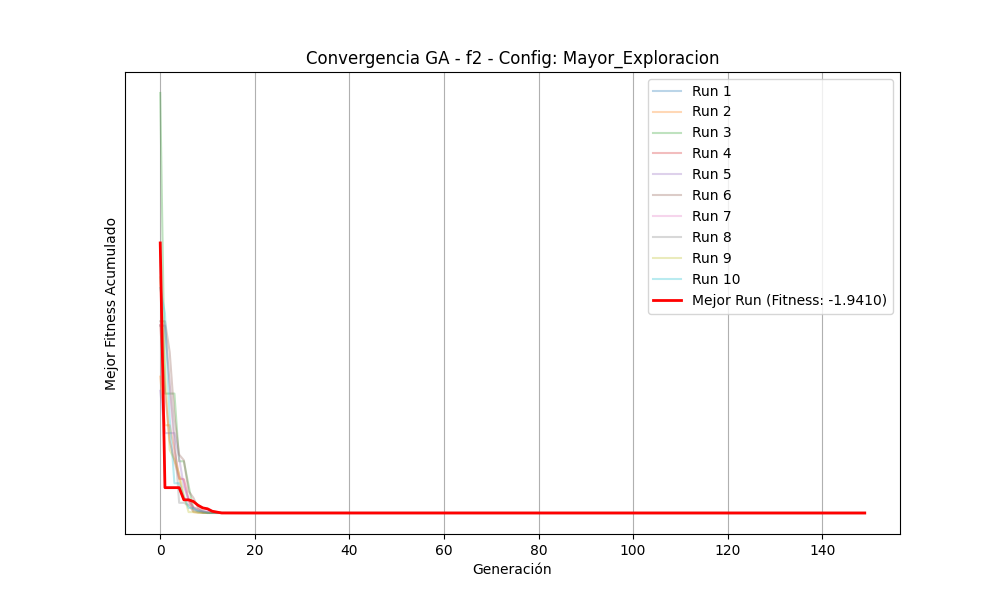 Convergencia GA - f2 - Config: Mayor_Exploracion
Mejor Fitness Acumulado
Run 1
Run 2
Run 3
Run 4
Run 5
Run 6
Run 7
Run 8
Run 9
Run 10
Mejor Run (Fitness: -1.9410)
0 20 40 60 80 100 120 140
Generación